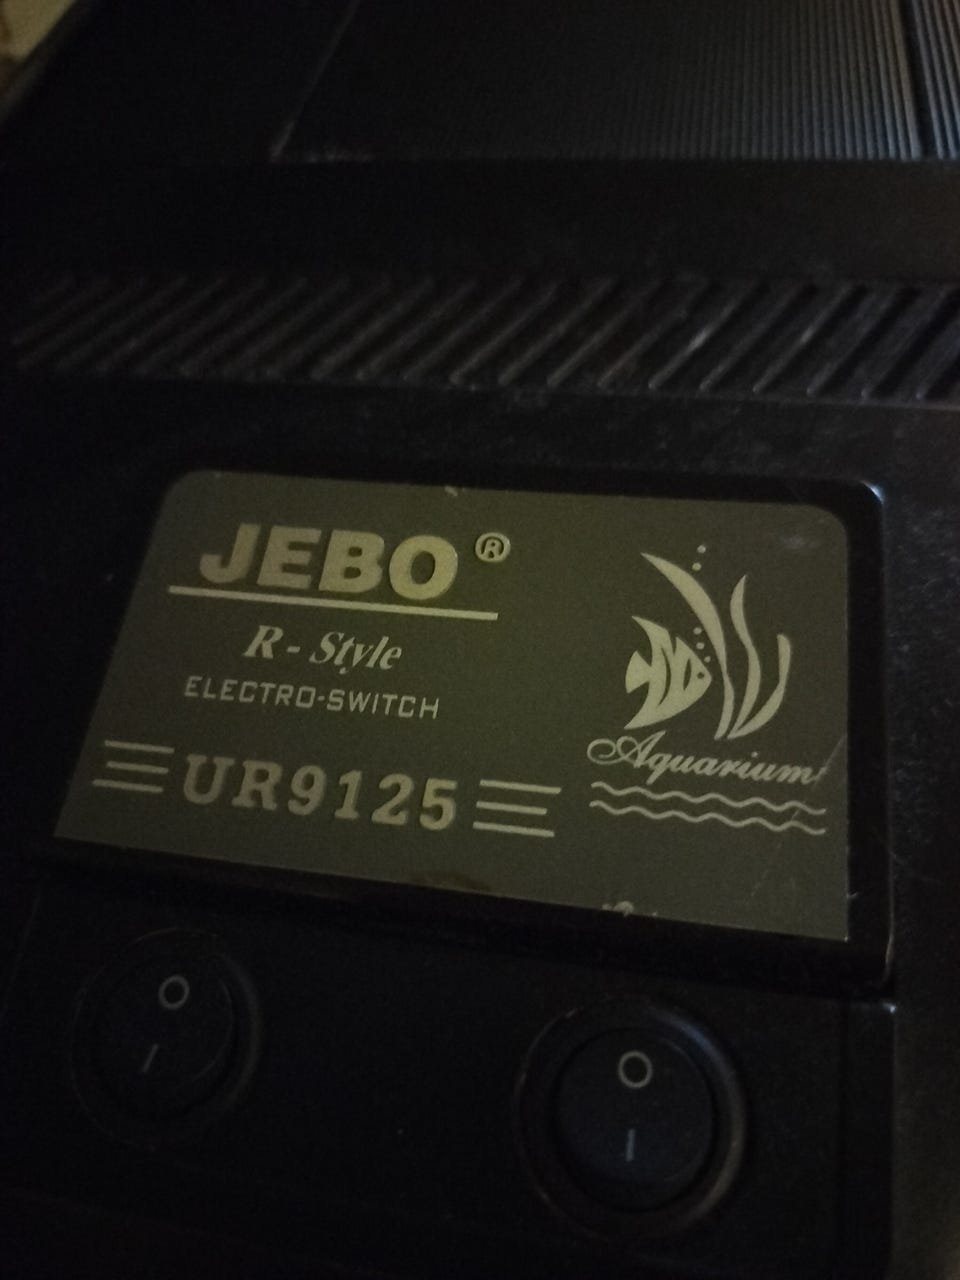 JEBO®
R - Style
ELECTRO-SWITCH
UR9125
Aquarium
O
I
O
I